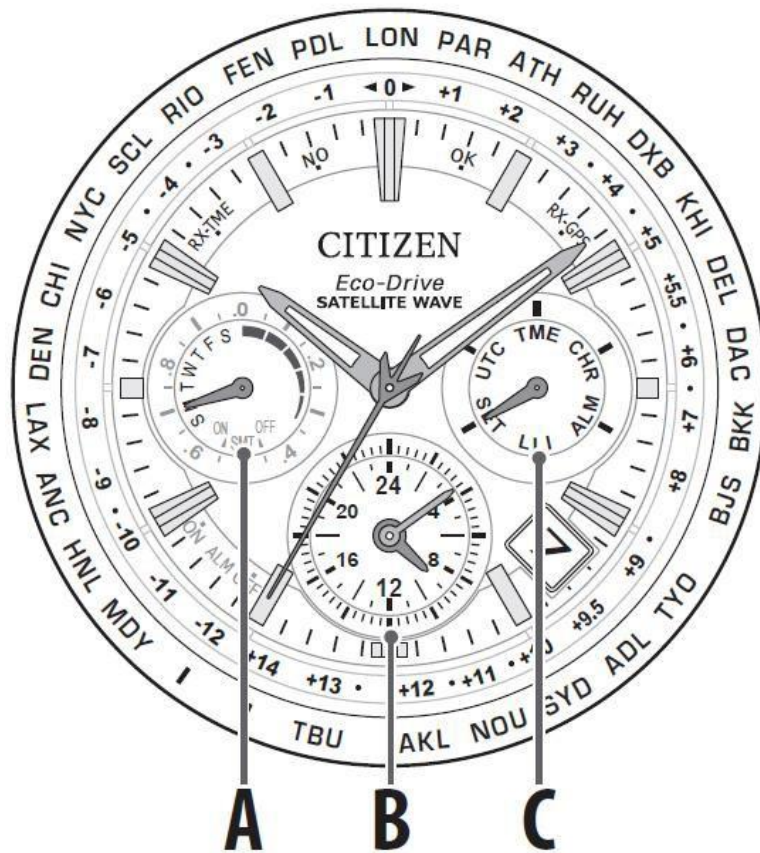 LON PAR ATH RUH DXB KHI DEL DAC BKK BJS TYO ADL SYD NOU AKL TBU MDY HNL ANC LAX DEN CHI NYC SCL RIO FEN PDL
◄0► +1 +2 +3 • +4 • +5 +5.5 • +6 • +7 +8 +9 • +9.5 +10 • +11 • +12 • +13 +14 -12 -11 -10 • -9 -8 -7 -6 -5 • -4 • -3 -2 -1
RX-TME
NO
OK
RX-GPS
CITIZEN
Eco-Drive
SATELLITE WAVE
.0 .2 .4 .6 .8
S T W T F S
ON OFF
SMT
UTC TME CHR ALM SET
24
4
8
12
16
20
ON ALM OFF
7
A B C